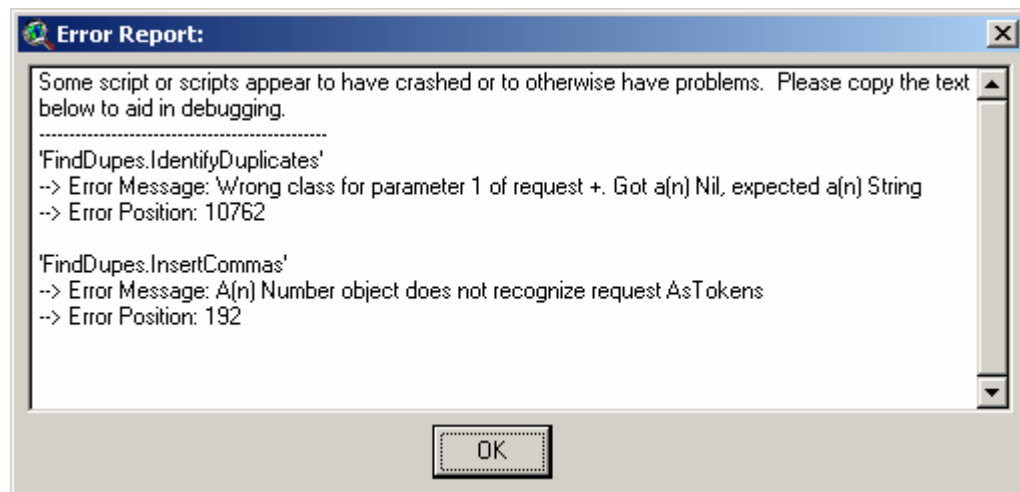 Error Report:
Some script or scripts appear to have crashed or to otherwise have problems. Please copy the text
below to aid in debugging.
------------------------------------------------
'FindDupes.IdentifyDuplicates'
--> Error Message: Wrong class for parameter 1 of request +. Got a(n) Nil, expected a(n) String
--> Error Position: 10762
'FindDupes.InsertCommas'
--> Error Message: A(n) Number object does not recognize request AsTokens
--> Error Position: 192
OK